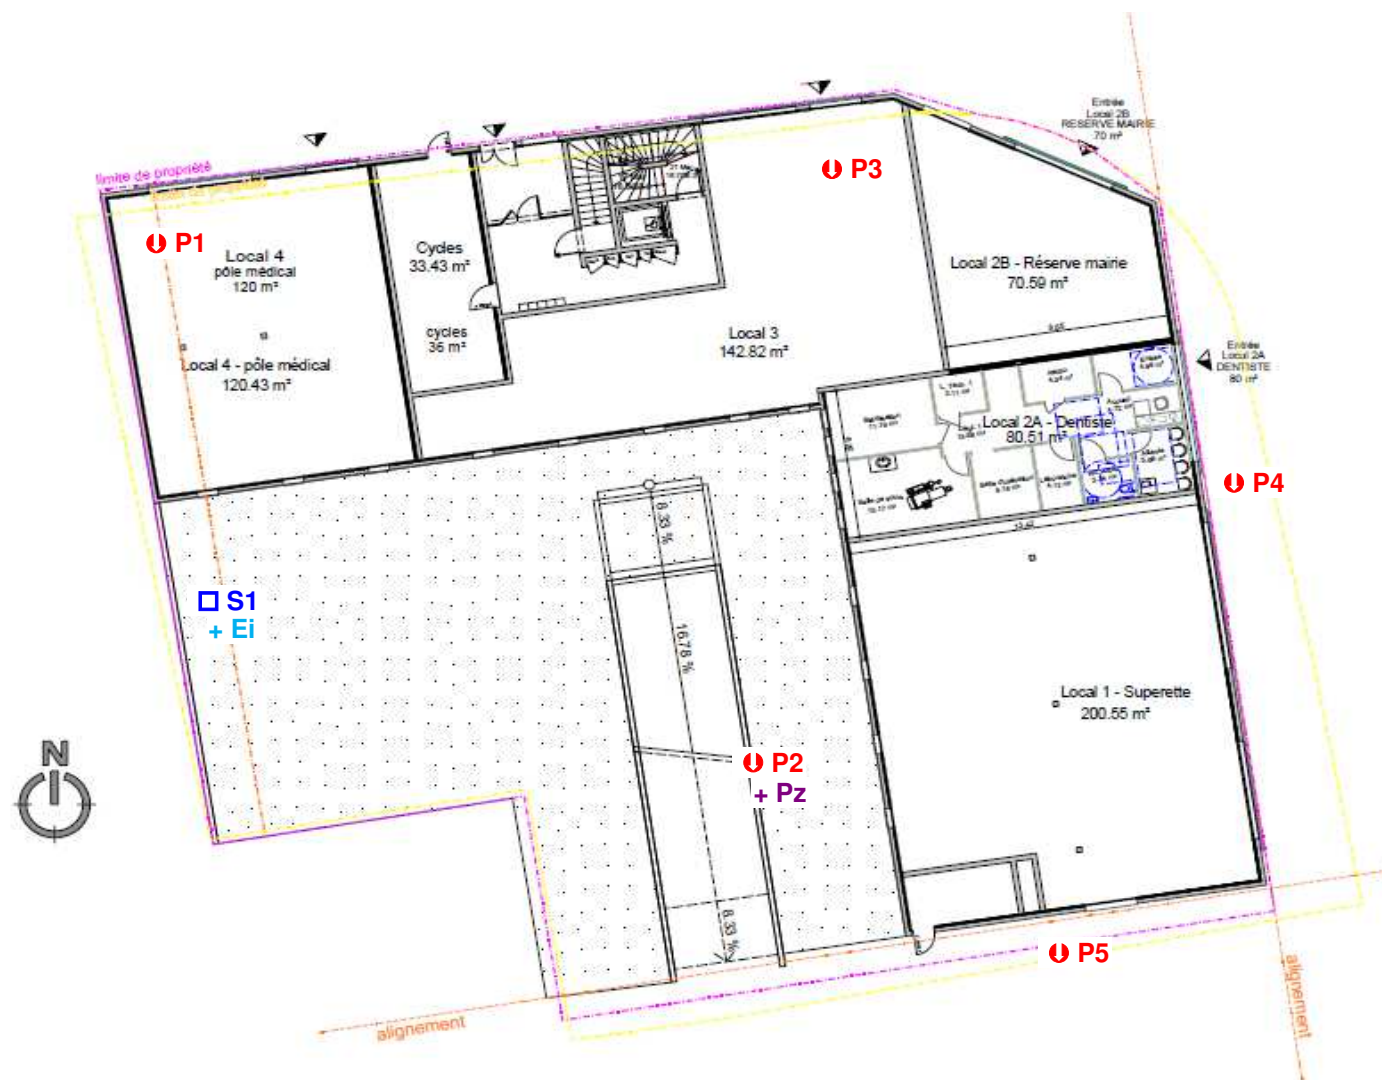 Entrée
Local 2B
RESERVE MAIRIE
70 m²
limite de propriété
P3
P1
Local 4
pôle médical
120 m²
Cycles
33.43 m²
Local 2B - Réserve mairie
70.59 m²
9.05
cycles
36 m²
Local 3
142.82 m²
Local 4 - pôle médical
120.43 m²
Entrée
Local 2A
DENTISTE
80 m²
Local 2A - Dentiste
80.51 m²
P4
8.33 %
S1
+ Ei
16.78 %
Local 1 - Superette
200.55 m²
N
P2
+ Pz
8.33 %
P5
alignement
alignement